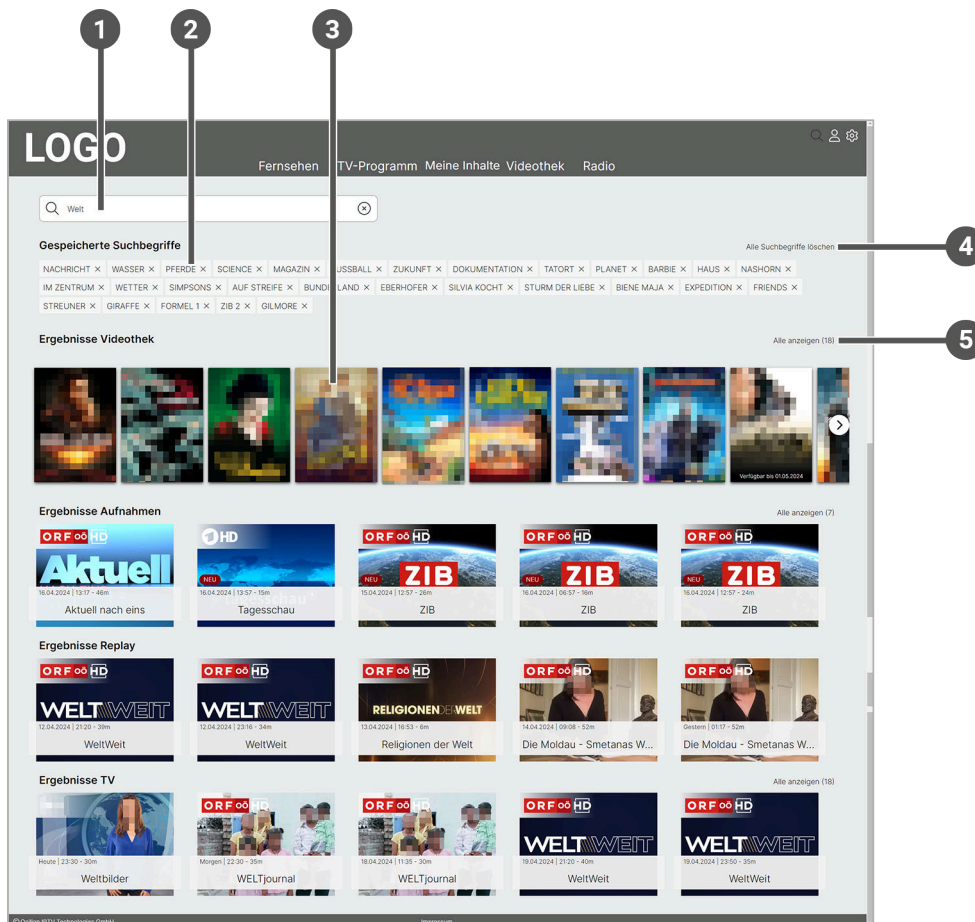 1 2 3
LOGO
Fernsehen TV-Programm Meine Inhalte Videothek Radio
Welt
Gespeicherte Suchbegriffe Alle Suchbegriffe löschen 4
NACHRICHT × WASSER × PFERDE × SCIENCE × MAGAZIN × FUSSBALL × ZUKUNFT × DOKUMENTATION × TATORT × PLANET × BARBIE × HAUS × NASHORN ×
IM ZENTRUM × WETTER × SIMPSONS × AUF STREIFE × BUNDESLAND × EBERHOFER × SILVIA KOCHT × STURM DER LIEBE × BIENE MAJA × EXPEDITION × FRIENDS ×
STREUNER × GIRAFFE × FORMEL 1 × ZIB 2 × GILMORE ×
Ergebnisse Videothek Alle anzeigen (18) 5
Verfügbar bis 01.05.2024
Ergebnisse Aufnahmen Alle anzeigen (7)
ORF oö HD HD ORF oö HD ORF oö HD ORF oö HD
Aktuell ZIB ZIB ZIB
NEU NEU NEU NEU
16.04.2024 | 13:17 - 46m 16.04.2024 | 13:57 - 15m 15.04.2024 | 12:57 - 26m 16.04.2024 | 06:57 - 16m 16.04.2024 | 12:57 - 24m
Tagesschau
Aktuell nach eins Tagesschau ZIB ZIB ZIB
Ergebnisse Replay
ORF oö HD ORF oö HD ORF oö HD ORF oö HD ORF oö HD
WELTWEIT WELTWEIT RELIGIONENDERWELT
12.04.2024 | 21:20 - 39m 12.04.2024 | 23:16 - 34m 13.04.2024 | 16:53 - 6m 14.04.2024 | 09:08 - 52m Gestern | 01:17 - 52m
WeltWeit WeltWeit Religionen der Welt Die Moldau - Smetanas W... Die Moldau - Smetanas W...
Ergebnisse TV Alle anzeigen (18)
ORF oö HD ORF oö HD ORF oö HD ORF oö HD
WELTWEIT WELTWEIT
Heute | 23:30 - 30m Morgen | 22:30 - 35m 18.04.2024 | 11:35 - 30m 19.04.2024 | 21:20 - 40m 19.04.2024 | 23:50 - 35m
Weltbilder WELTjournal WELTjournal WeltWeit WeltWeit
© Ocilion IPTV Technologies GmbH Impressum